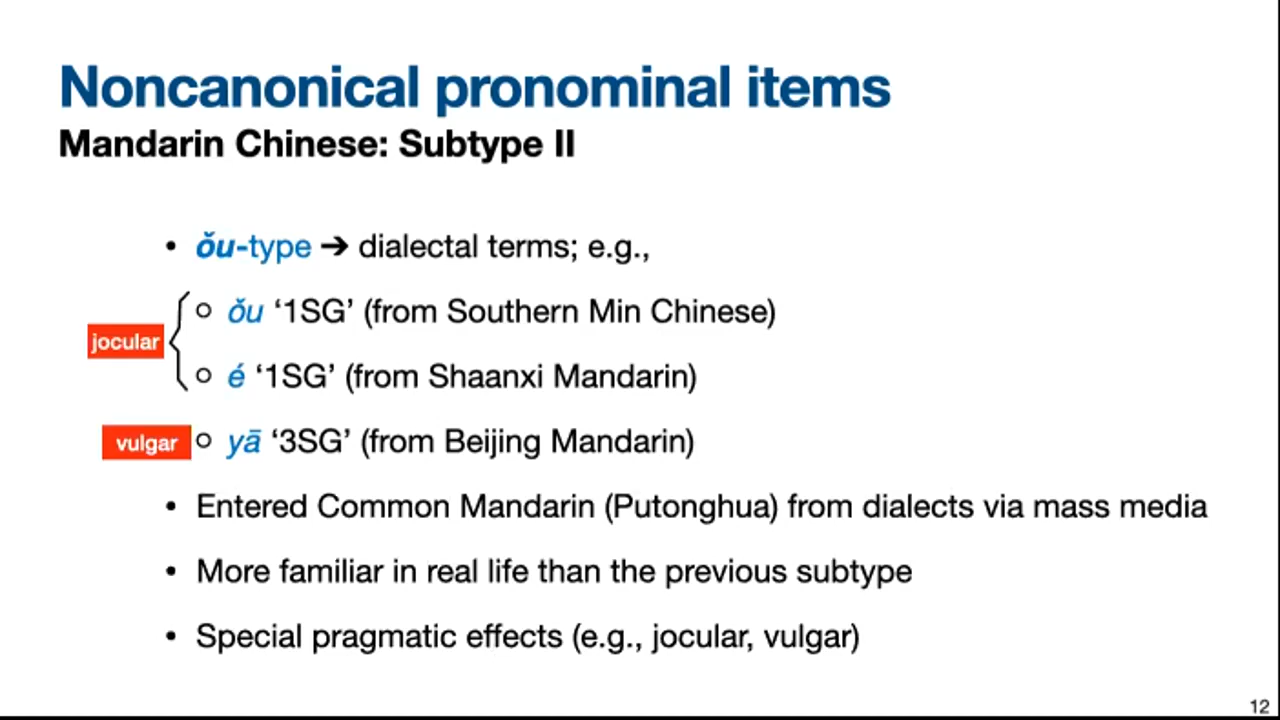 Noncanonical pronominal items
Mandarin Chinese: Subtype II
• ǒu-type ➔ dialectal terms; e.g.,
jocular
○ ǒu ‘1SG’ (from Southern Min Chinese)
○ é ‘1SG’ (from Shaanxi Mandarin)
vulgar ○ yā ‘3SG’ (from Beijing Mandarin)
• Entered Common Mandarin (Putonghua) from dialects via mass media
• More familiar in real life than the previous subtype
• Special pragmatic effects (e.g., jocular, vulgar)
12